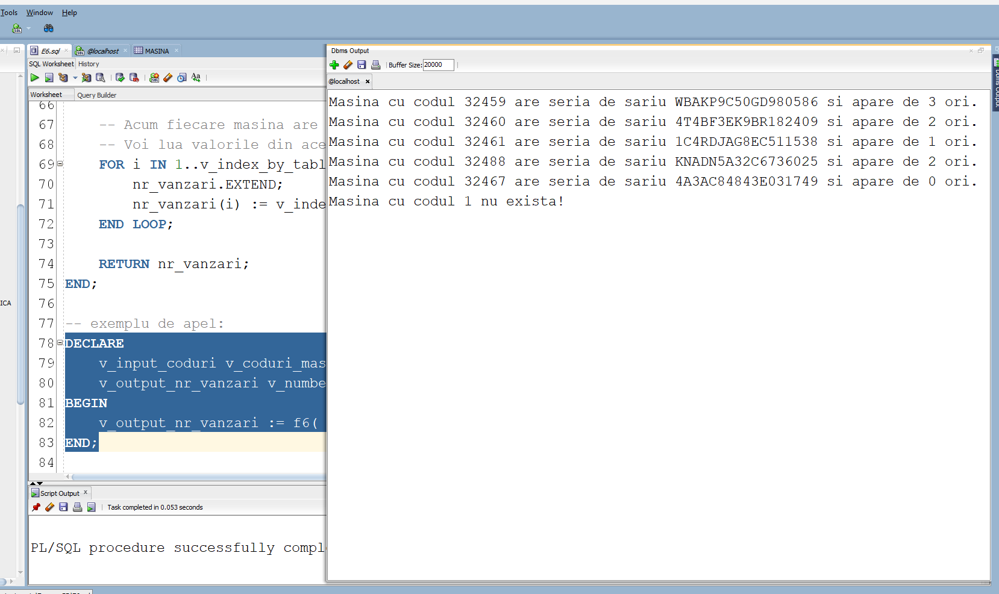 Tools Window Help
E6.sql @localhost MASINA
SQL Worksheet History
Worksheet Query Builder
66
67 -- Acum fiecare masina are
68 -- Voi lua valorile din ace
69 FOR i IN 1..v_index_by_tabl
70 nr_vanzari.EXTEND;
71 nr_vanzari(i) := v_inde
72 END LOOP;
73
74 RETURN nr_vanzari;
75 END;
76
77 -- exemplu de apel:
78 DECLARE
79 v_input_coduri v_coduri_mas
80 v_output_nr_vanzari v_numbe
81 BEGIN
82 v_output_nr_vanzari := f6(
83 END;
84
ICA
Script Output
Task completed in 0.053 seconds
PL/SQL procedure successfully compl
Dbms Output
Buffer Size: 20000
@localhost
Masina cu codul 32459 are seria de sariu WBAKP9C50GD980586 si apare de 3 ori.
Masina cu codul 32460 are seria de sariu 4T4BF3EK9BR182409 si apare de 2 ori.
Masina cu codul 32461 are seria de sariu 1C4RDJAG8EC511538 si apare de 1 ori.
Masina cu codul 32488 are seria de sariu KNADN5A32C6736025 si apare de 2 ori.
Masina cu codul 32467 are seria de sariu 4A3AC84843E031749 si apare de 0 ori.
Masina cu codul 1 nu exista!
Dbms Output